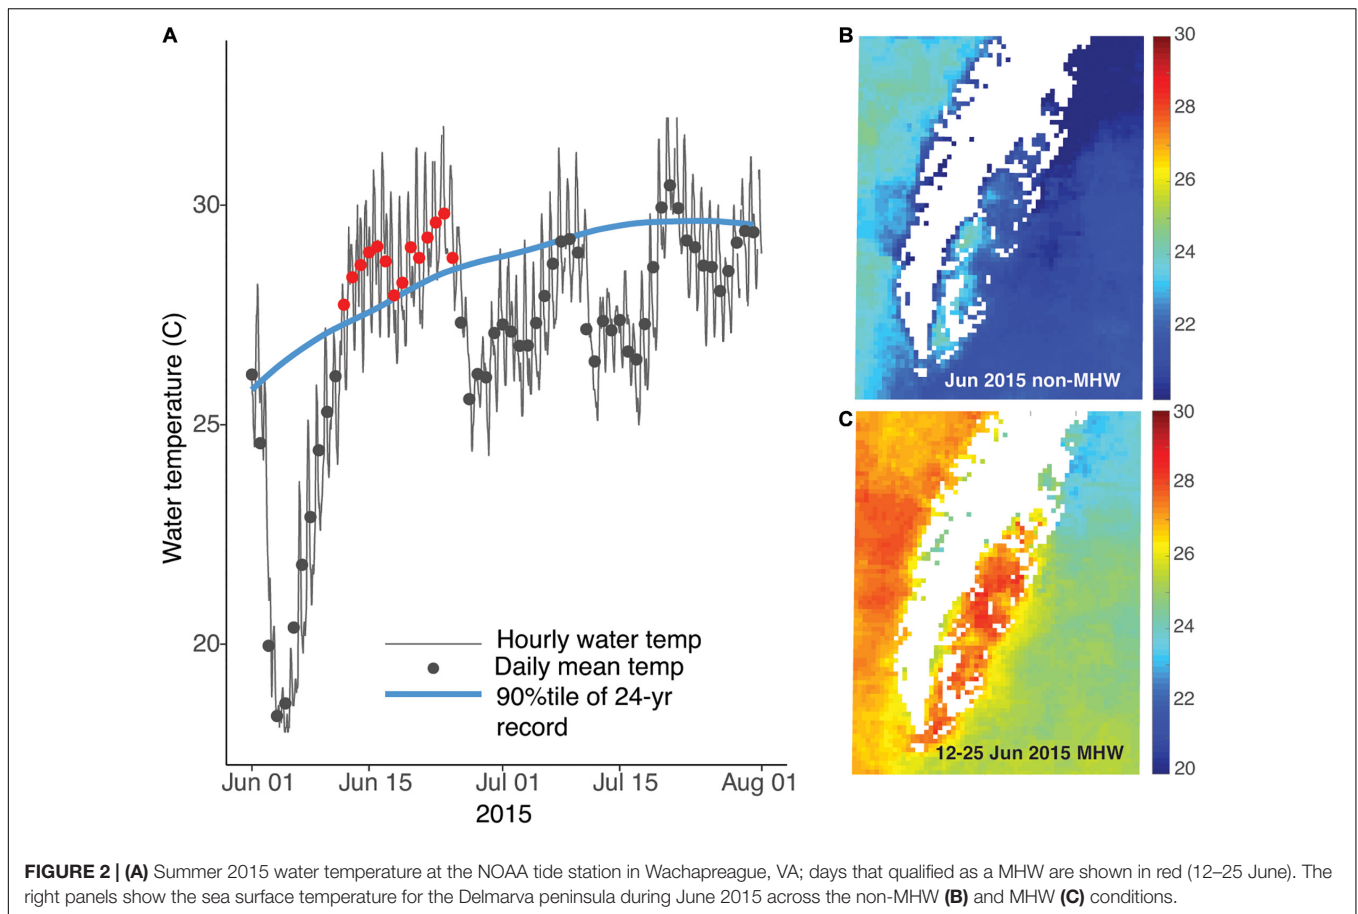 A
30
25
20
Water temperature (C)
Hourly water temp
Daily mean temp
90%tile of 24-yr
record
Jun 01
Jun 15
Jul 01
Jul 15
Aug 01
2015
B
Jun 2015 non-MHW
30
28
26
24
22
C
12-25 Jun 2015 MHW
30
28
26
24
22
20
FIGURE 2 | (A) Summer 2015 water temperature at the NOAA tide station in Wachapreague, VA; days that qualified as a MHW are shown in red (12–25 June). The
right panels show the sea surface temperature for the Delmarva peninsula during June 2015 across the non-MHW (B) and MHW (C) conditions.